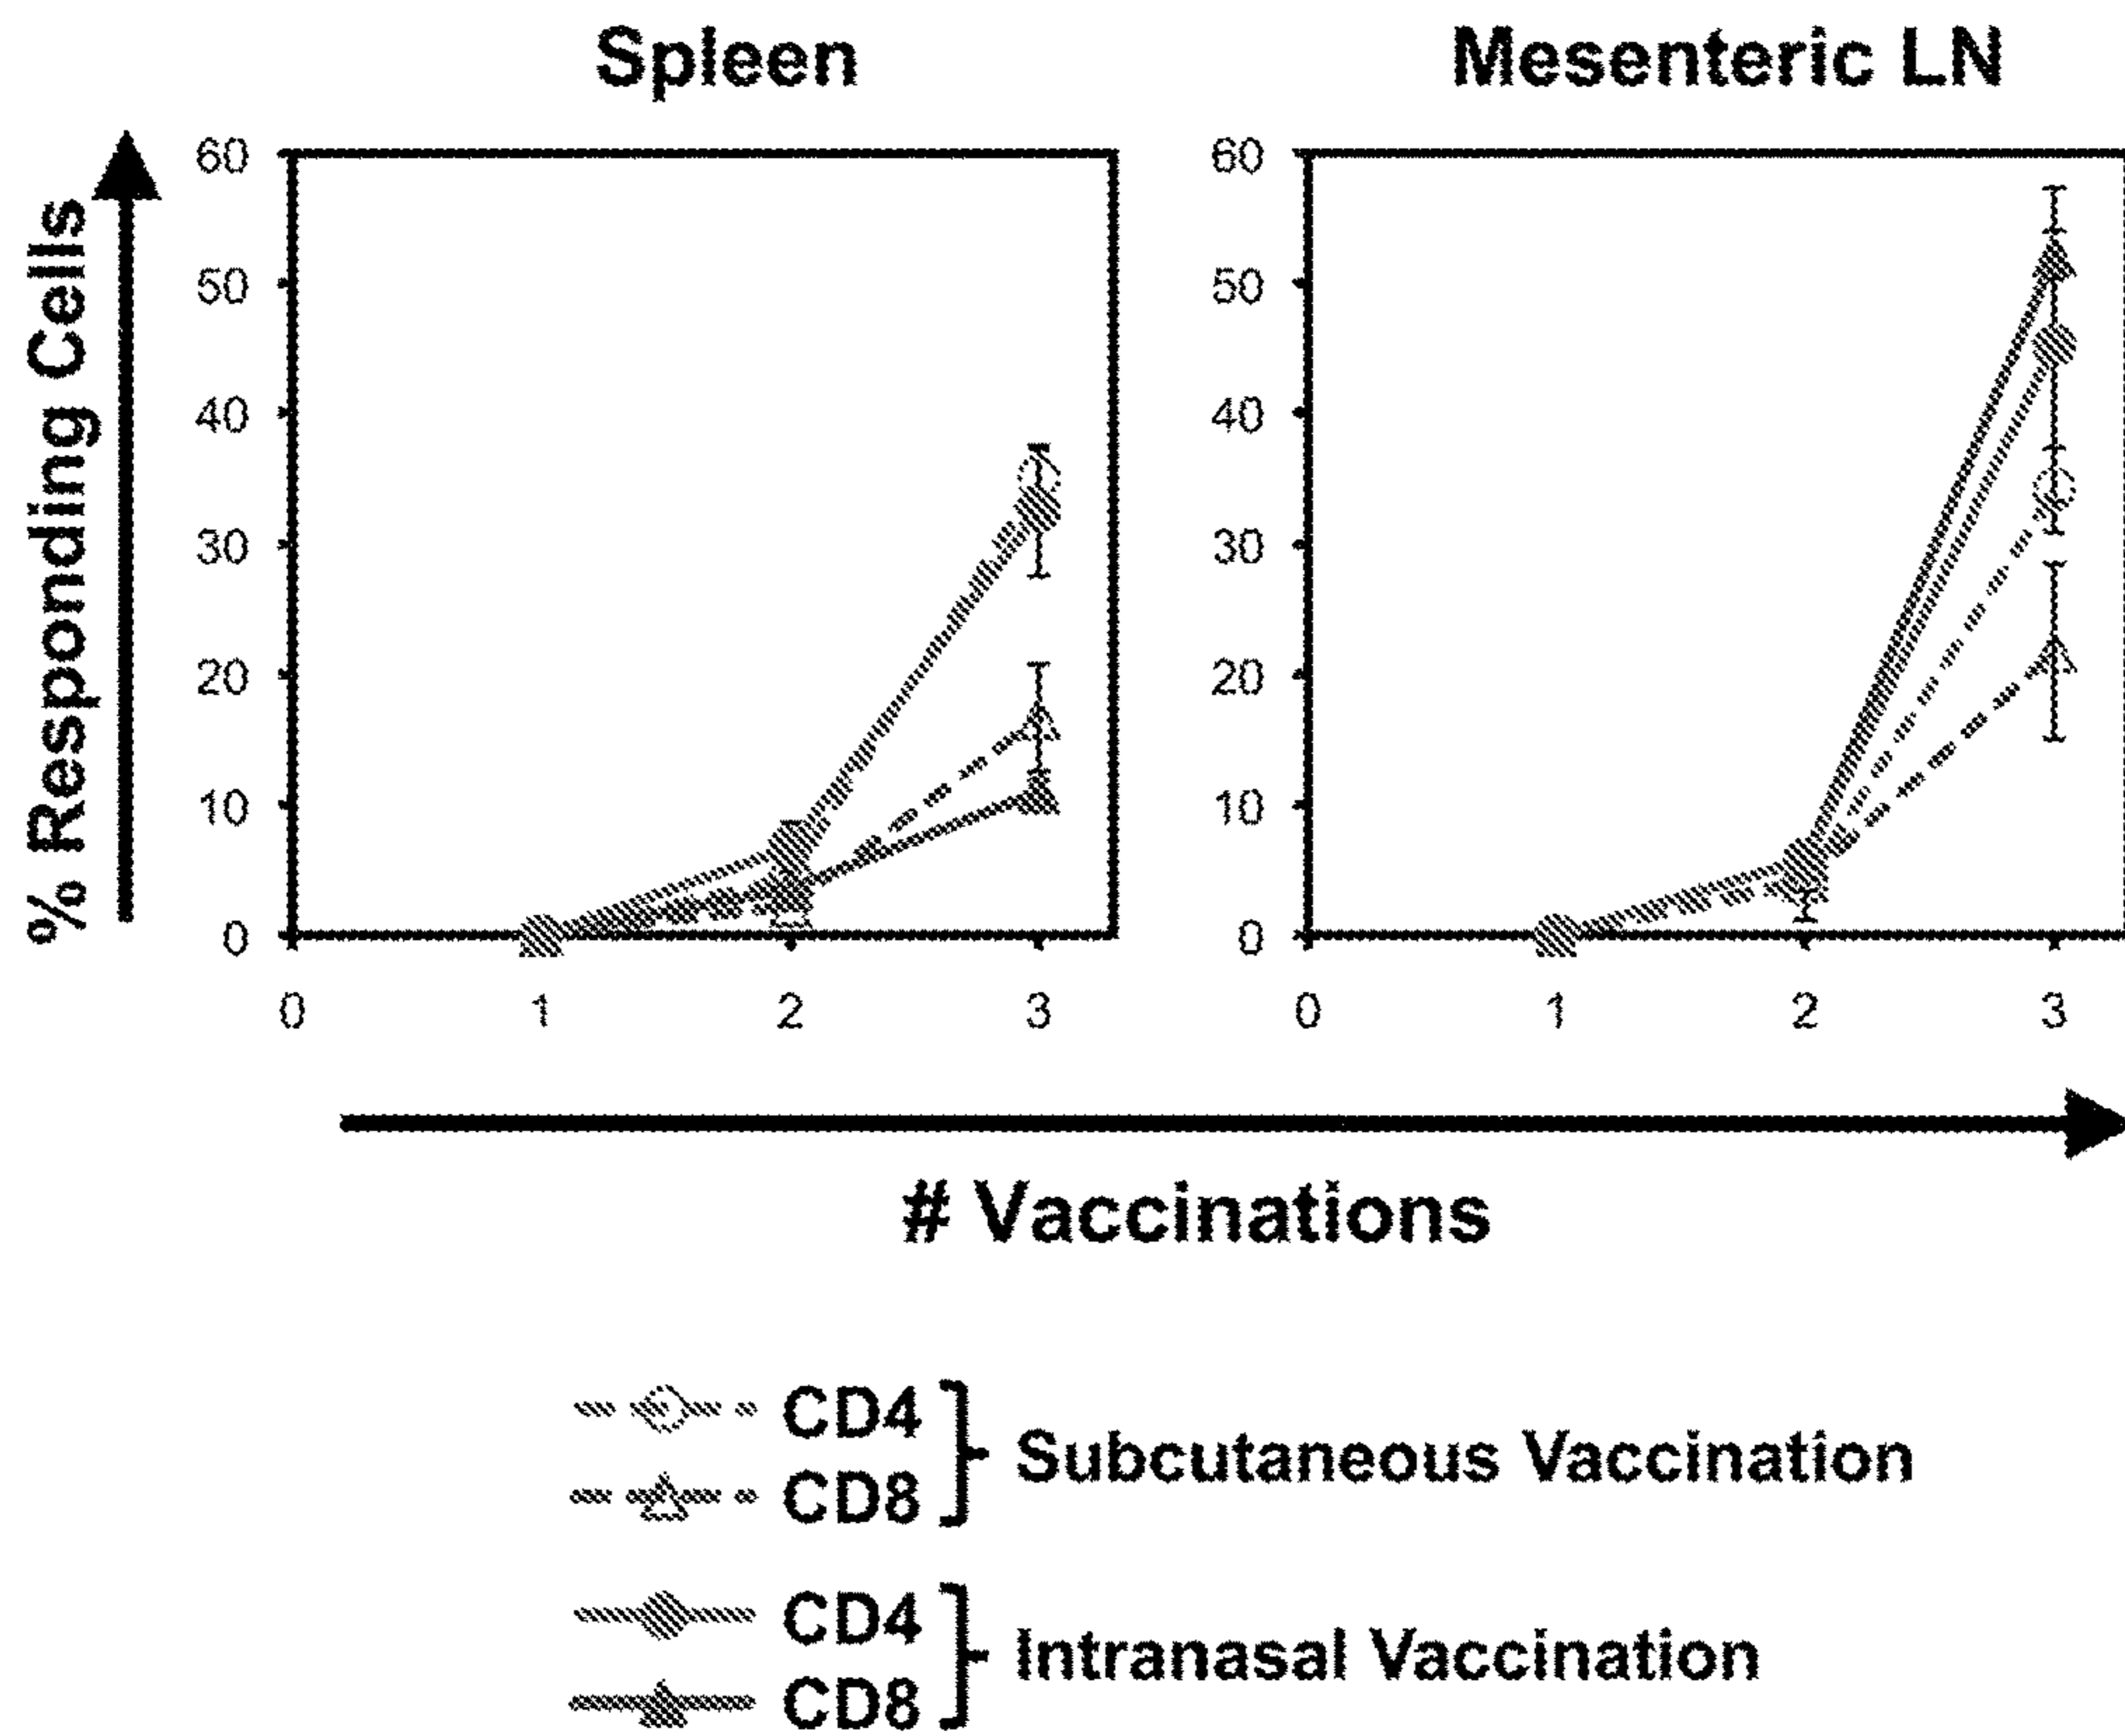 Spleen
Mesenteric LN
% Responding Cells
60
50
40
30
20
10
0
0 1 2 3
60
50
40
30
20
10
0
0 1 2 3
# Vaccinations
CD4
CD8
Subcutaneous Vaccination
CD4
CD8
Intranasal Vaccination